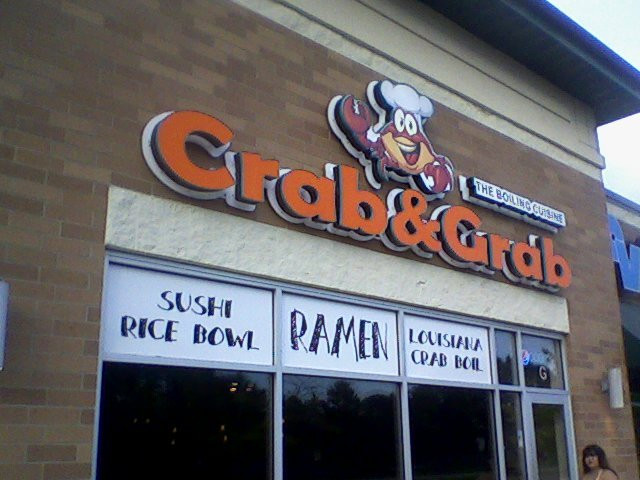 Crab&Grab
THE BOILING CUISINE
SUSHI
RICE BOWL
RAMEN
LOUISIANA
CRAB BOIL
G